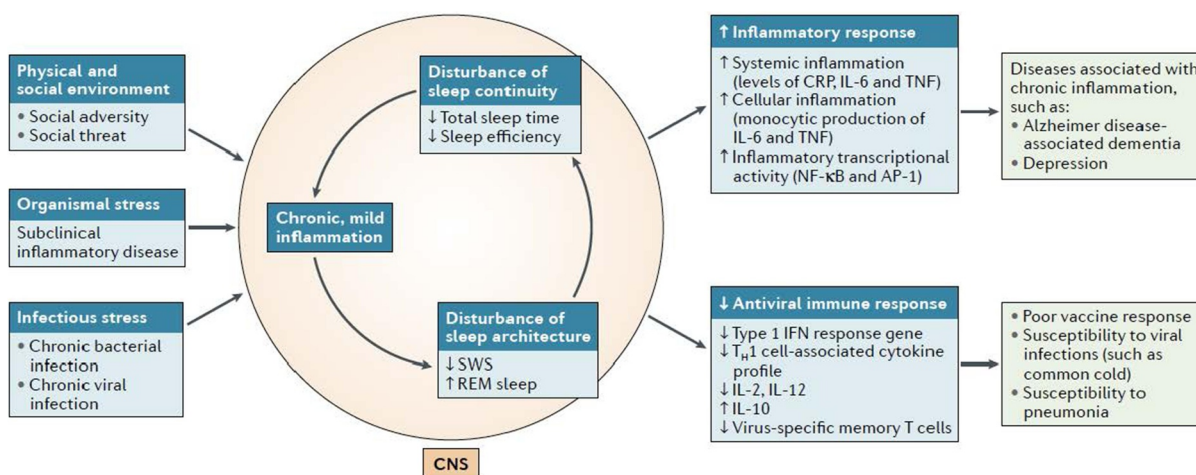 Physical and
social environment
• Social adversity
• Social threat
Organismal stress
Subclinical
inflammatory disease
Infectious stress
• Chronic bacterial
infection
• Chronic viral
infection
Disturbance of
sleep continuity
↓ Total sleep time
↓ Sleep efficiency
Chronic, mild
inflammation
Disturbance of
sleep architecture
↓ SWS
↑ REM sleep
CNS
↑ Inflammatory response
↑ Systemic inflammation
(levels of CRP, IL-6 and TNF)
↑ Cellular inflammation
(monocytic production of
IL-6 and TNF)
↑ Inflammatory transcriptional
activity (NF-κB and AP-1)
↓ Antiviral immune response
↓ Type 1 IFN response gene
↓ TH1 cell-associated cytokine
profile
↓ IL-2, IL-12
↑ IL-10
↓ Virus-specific memory T cells
Diseases associated with
chronic inflammation,
such as:
• Alzheimer disease-
associated dementia
• Depression
• Poor vaccine response
• Susceptibility to viral
infections (such as
common cold)
• Susceptibility to
pneumonia